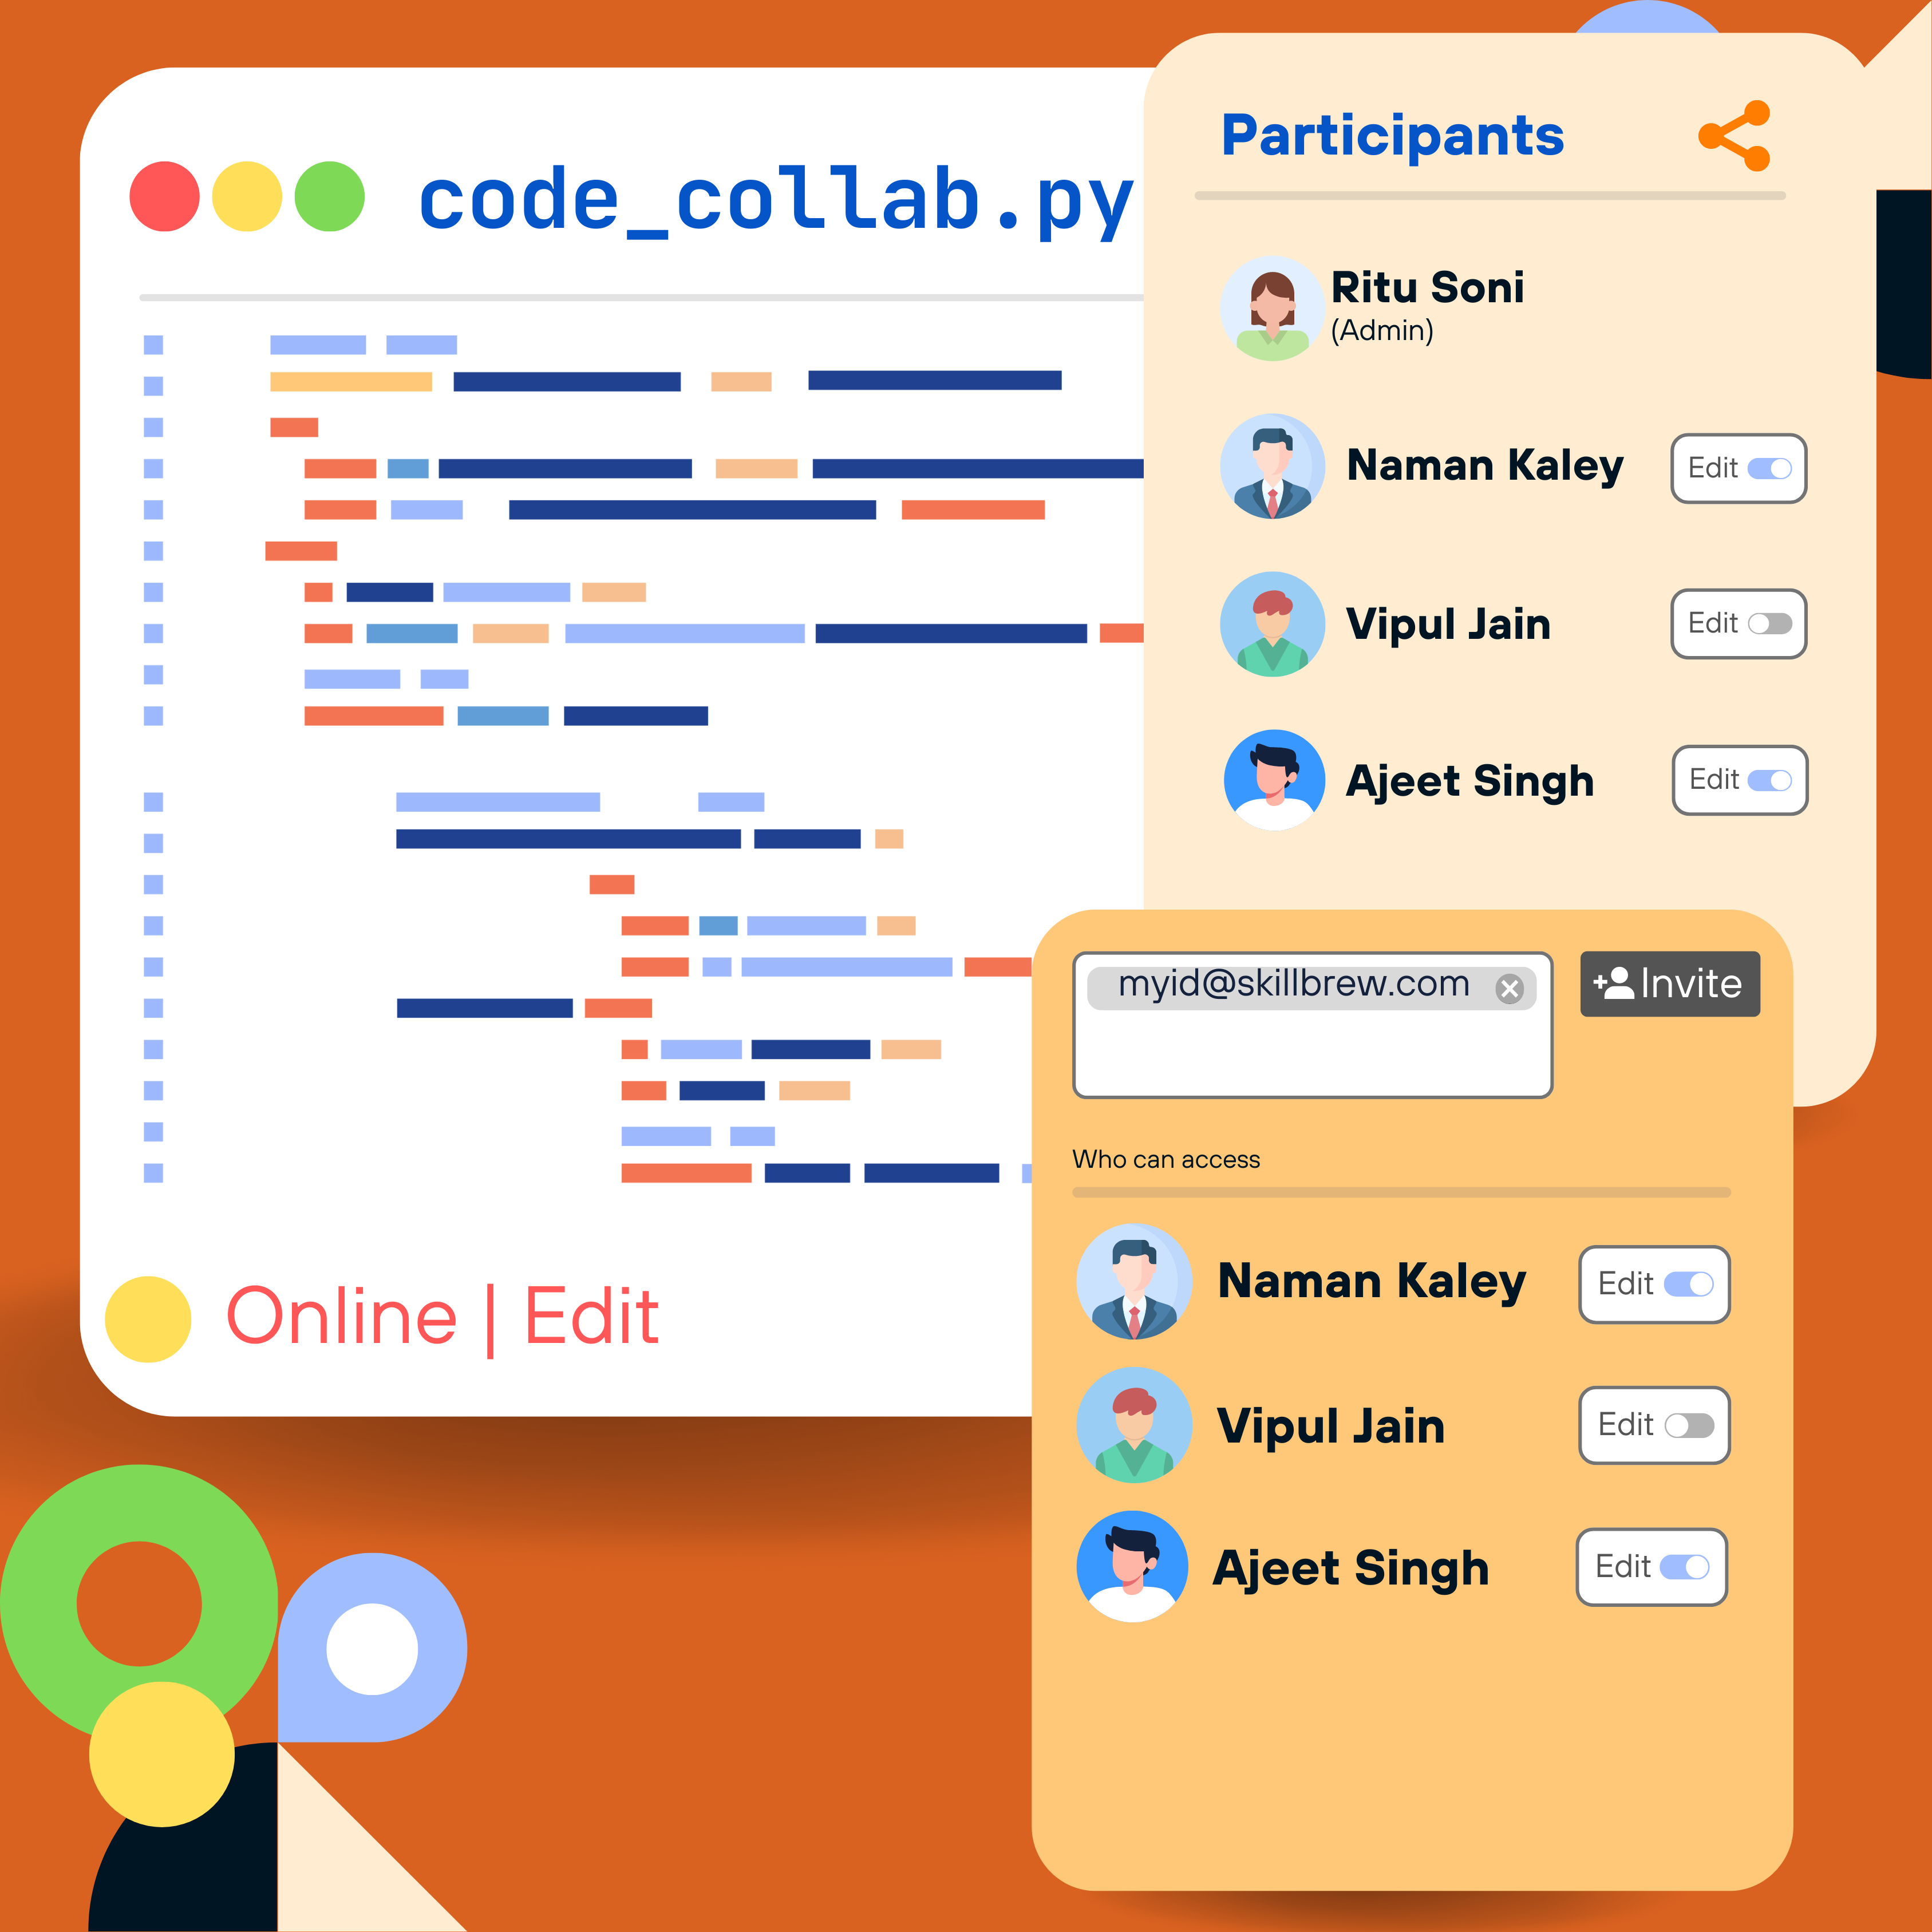 code_collab.py
Participants
Ritu Soni
(Admin)
Naman Kaley
Edit
Vipul Jain
Edit
Ajeet Singh
Edit
myid@skillbrew.com
Invite
Who can access
Naman Kaley
Edit
Vipul Jain
Edit
Ajeet Singh
Edit
Online | Edit